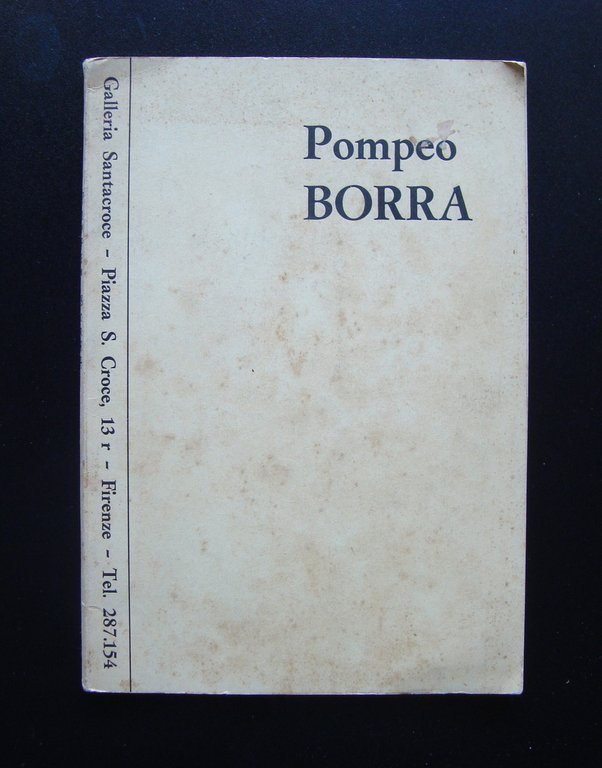 Pompeo
BORRA
Galleria Santacroce - Piazza S. Croce, 13 r - Firenze - Tel. 287.154